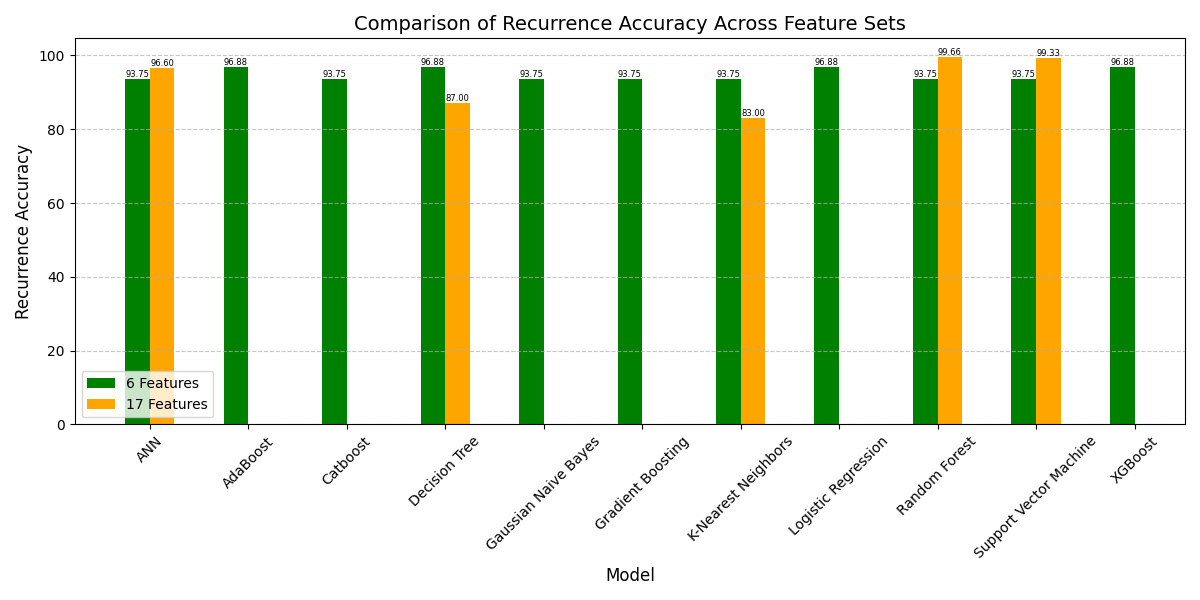 Comparison of Recurrence Accuracy Across Feature Sets
Recurrence Accuracy
100
80
60
40
20
0
93.75
96.60
96.88
93.75
96.88
87.00
93.75
93.75
93.75
83.00
96.88
93.75
99.66
93.75
99.33
96.88
6 Features
17 Features
ANN
AdaBoost
Catboost
Decision Tree
Gaussian Naive Bayes
Gradient Boosting
K-Nearest Neighbors
Logistic Regression
Random Forest
Support Vector Machine
XGBoost
Model